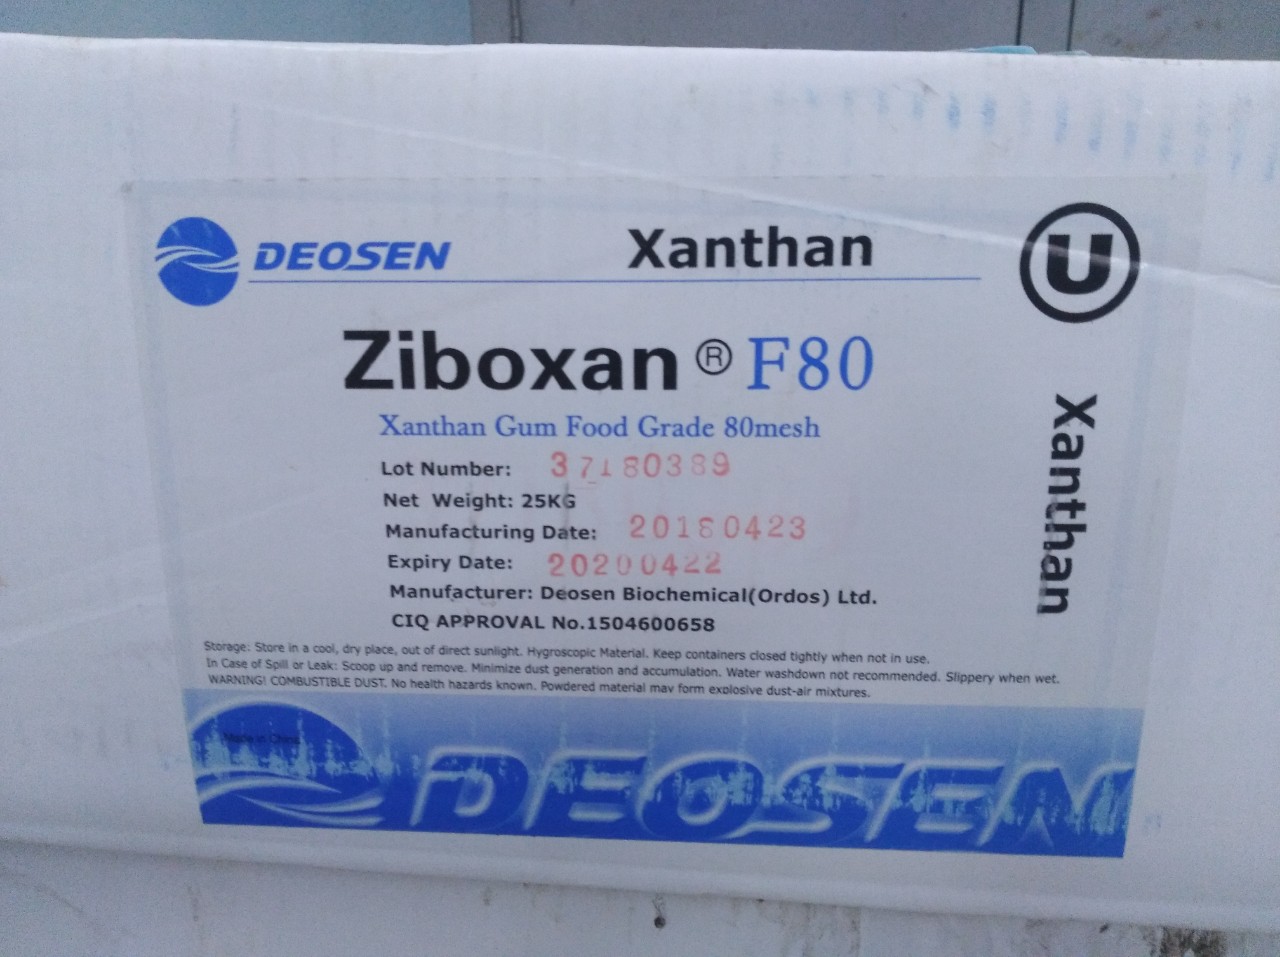 DEOSEN
Xanthan
U
Ziboxan ® F80
Xanthan Gum Food Grade 80mesh
Lot Number: 37180389
Net Weight: 25KG
Manufacturing Date: 20180423
Expiry Date: 20200422
Manufacturer: Deosen Biochemical(Ordos) Ltd.
CIQ APPROVAL No.1504600658
Xanthan
Storage: Store in a cool, dry place, out of direct sunlight. Hygroscopic Material. Keep containers closed tightly when not in use.
In Case of Spill or Leak: Scoop up and remove. Minimize dust generation and accumulation. Water washdown not recommended. Slippery when wet.
WARNING! COMBUSTIBLE DUST. No health hazards known. Powdered material may form explosive dust-air mixtures.
Made in China
DEOSEN